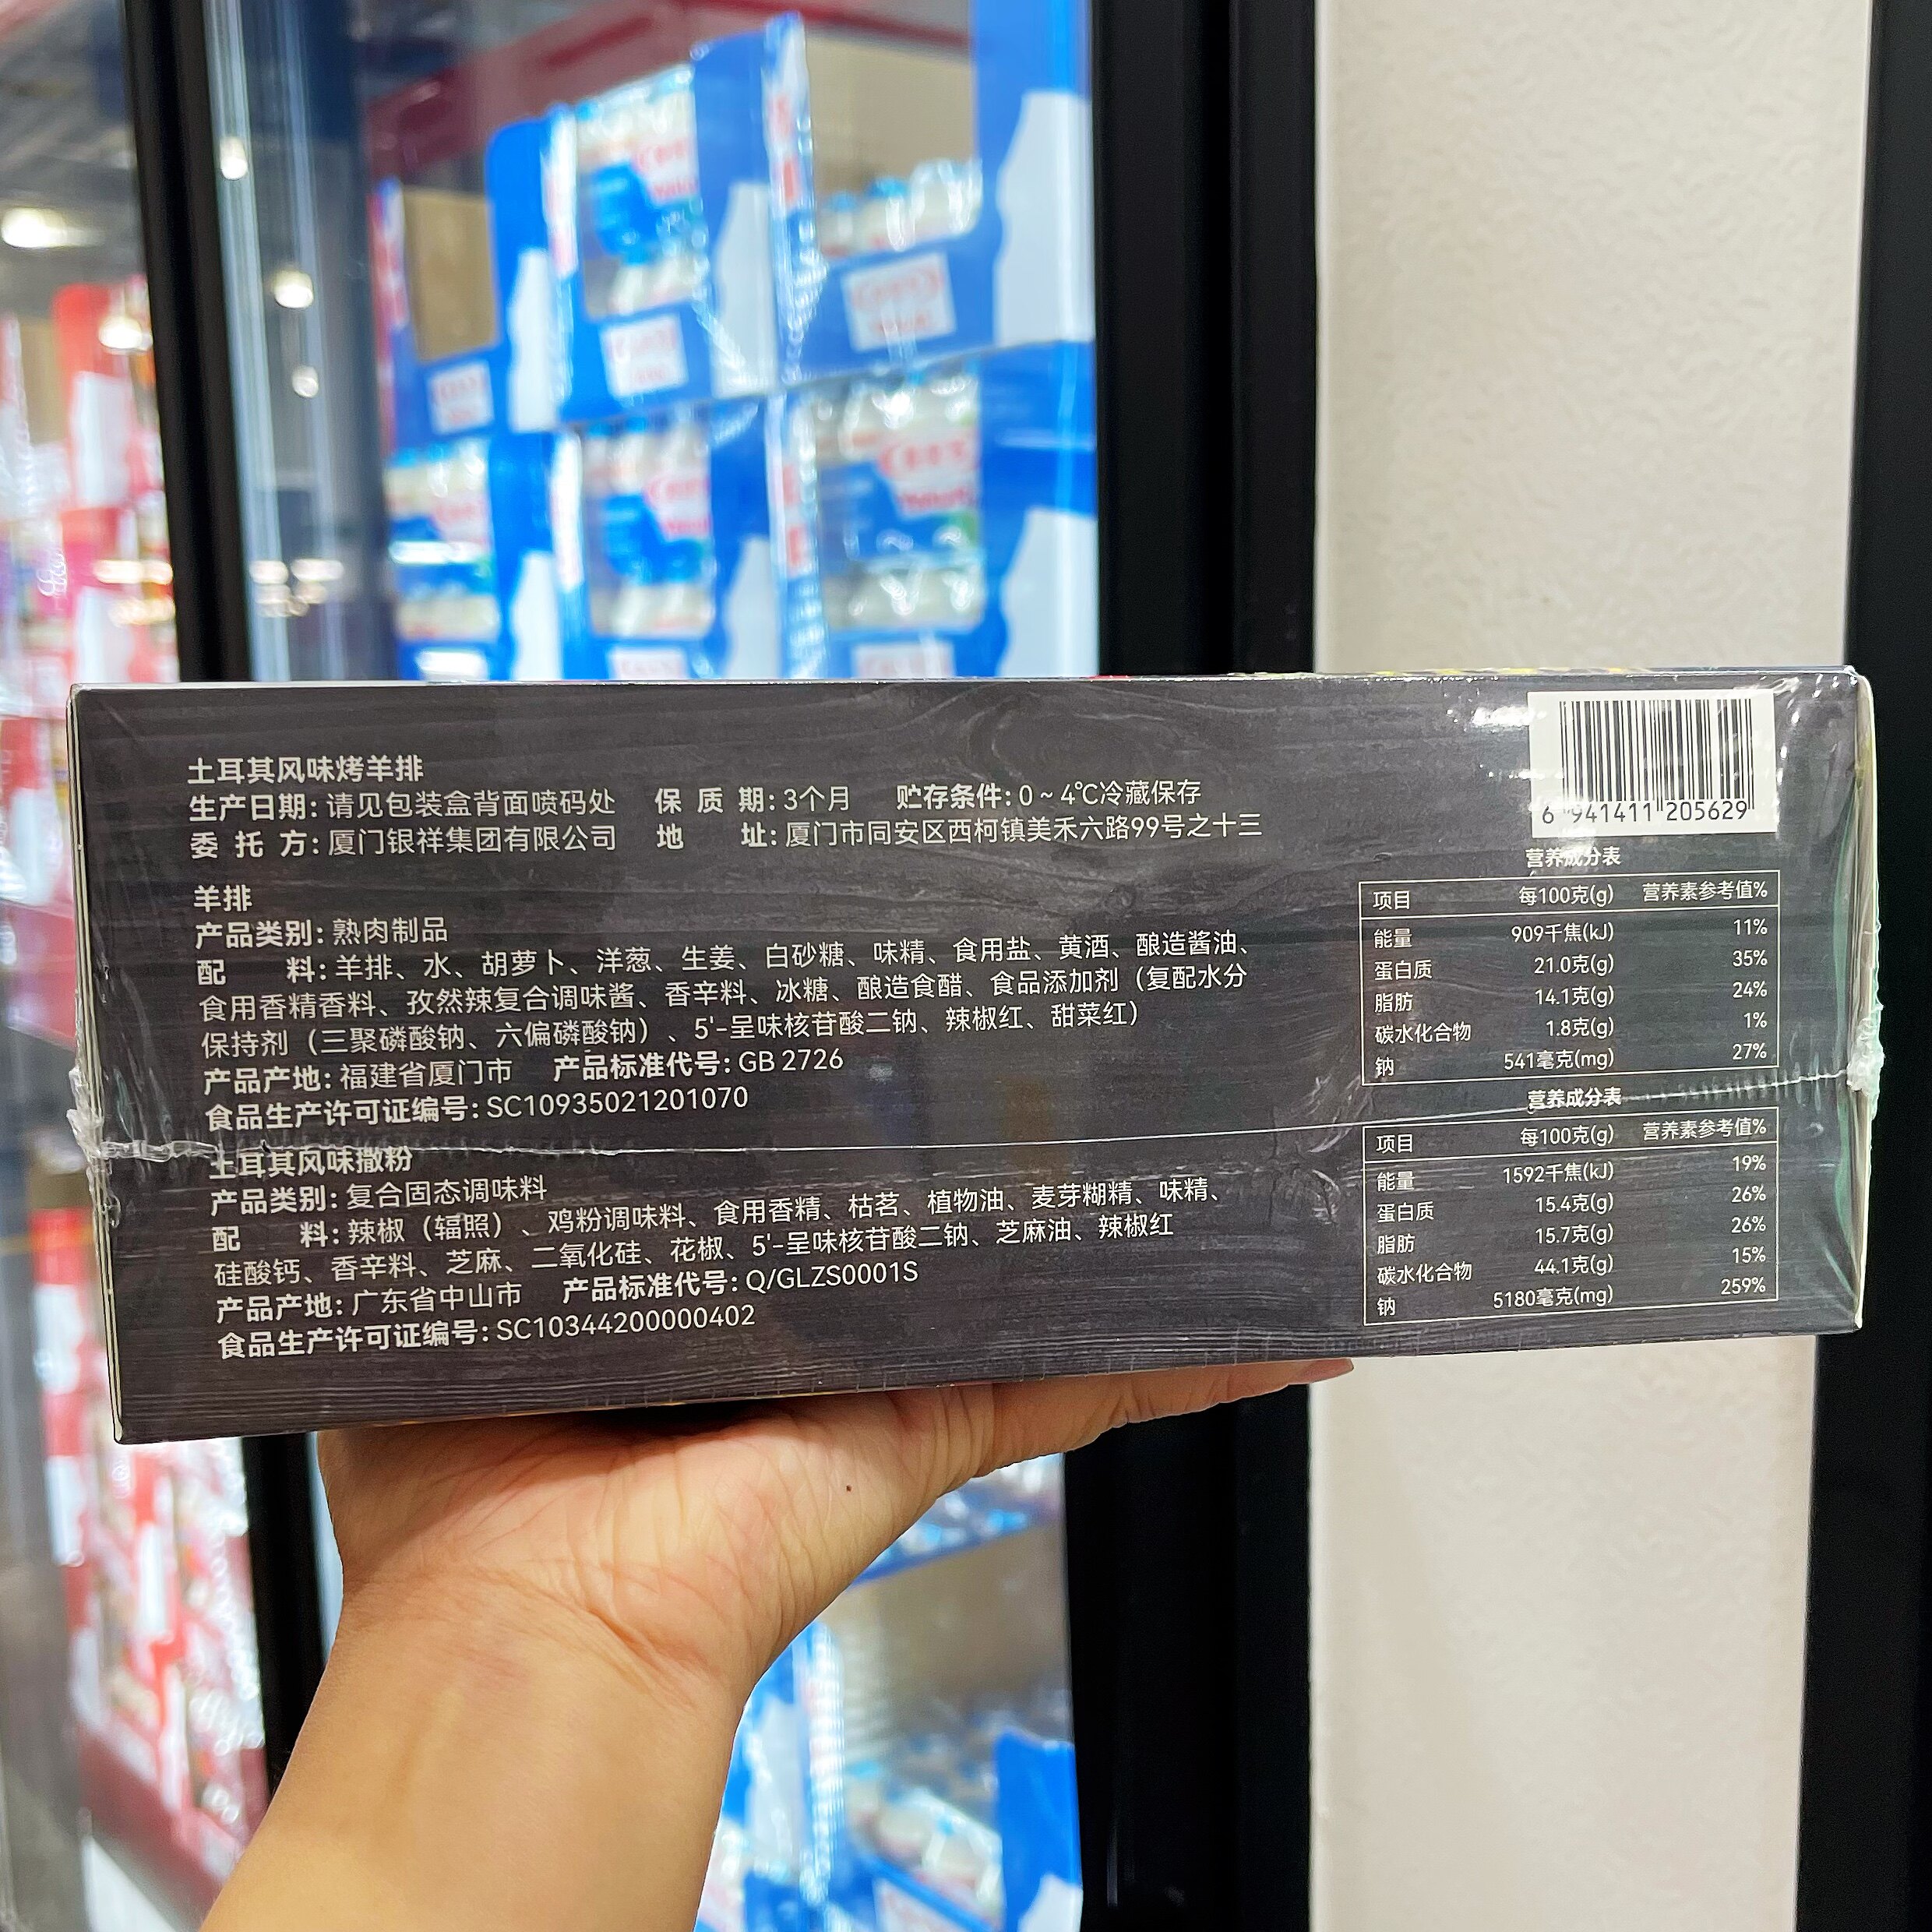 土耳其风味烤羊排
生产日期: 请见包装盒背面喷码处 保质期: 3个月 贮存条件: 0~4℃冷藏保存
委托方: 厦门银祥集团有限公司 地址: 厦门市同安区西柯镇美禾六路99号之十三
羊排
产品类别: 熟肉制品
配料: 羊排、水、胡萝卜、洋葱、生姜、白砂糖、味精、食用盐、黄酒、酿造酱油、
食用香精香料、孜然辣复合调味酱、香辛料、冰糖、酿造食醋、食品添加剂（复配水分
保持剂（三聚磷酸钠、六偏磷酸钠）、5'-呈味核苷酸二钠、辣椒红、甜菜红）
产品产地: 福建省厦门市 产品标准代号: GB 2726
食品生产许可证编号: SC10935021201070
土耳其风味撒粉
产品类别: 复合固态调味料
配料: 辣椒（辐照）、鸡粉调味料、食用香精、枯茗、植物油、麦芽糊精、味精、
硅酸钙、香辛料、芝麻、二氧化硅、花椒、5'-呈味核苷酸二钠、芝麻油、辣椒红
产品产地: 广东省中山市 产品标准代号: Q/GLZS0001S
食品生产许可证编号: SC10344200000402
6 941411 205629
营养成分表
项目 每100克(g) 营养素参考值%
能量 909千焦(kJ) 11%
蛋白质 21.0克(g) 35%
脂肪 14.1克(g) 24%
碳水化合物 1.8克(g) 1%
钠 541毫克(mg) 27%
营养成分表
项目 每100克(g) 营养素参考值%
能量 1592千焦(kJ) 19%
蛋白质 15.4克(g) 26%
脂肪 15.7克(g) 26%
碳水化合物 44.1克(g) 15%
钠 5180毫克(mg) 259%